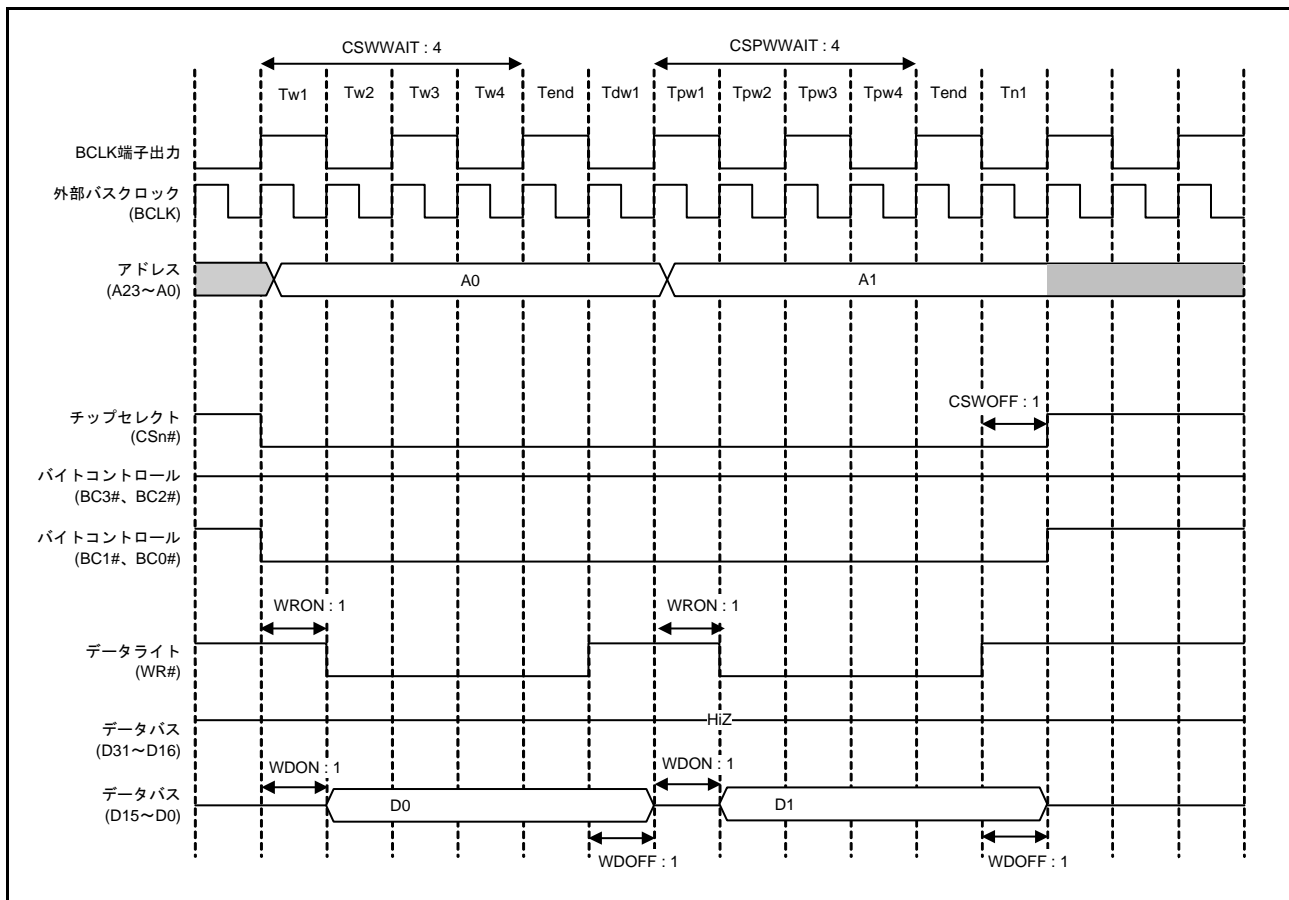 CSWWAIT : 4
CSPWWAIT : 4
Tw1 Tw2 Tw3 Tw4 Tend Tdw1 Tpw1 Tpw2 Tpw3 Tpw4 Tend Tn1
BCLK端子出力
外部バスクロック
(BCLK)
アドレス
(A23～A0)
A0
A1
チップセレクト
(CSn#)
CSWOFF : 1
バイトコントロール
(BC3#、BC2#)
バイトコントロール
(BC1#、BC0#)
WRON : 1
WRON : 1
データライト
(WR#)
データバス
(D31～D16)
HiZ
WDON : 1
WDON : 1
データバス
(D15～D0)
D0
D1
WDOFF : 1
WDOFF : 1